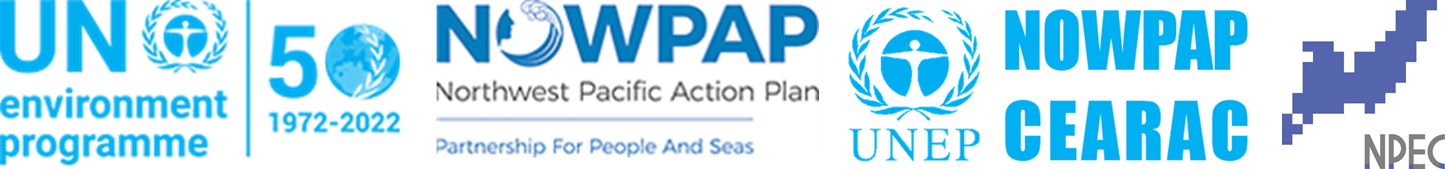 UN
environment
programme
50
1972-2022
NOWPAP
Northwest Pacific Action Plan
Partnership For People And Seas
UNEP
NOWPAP
CEARAC
NPEC